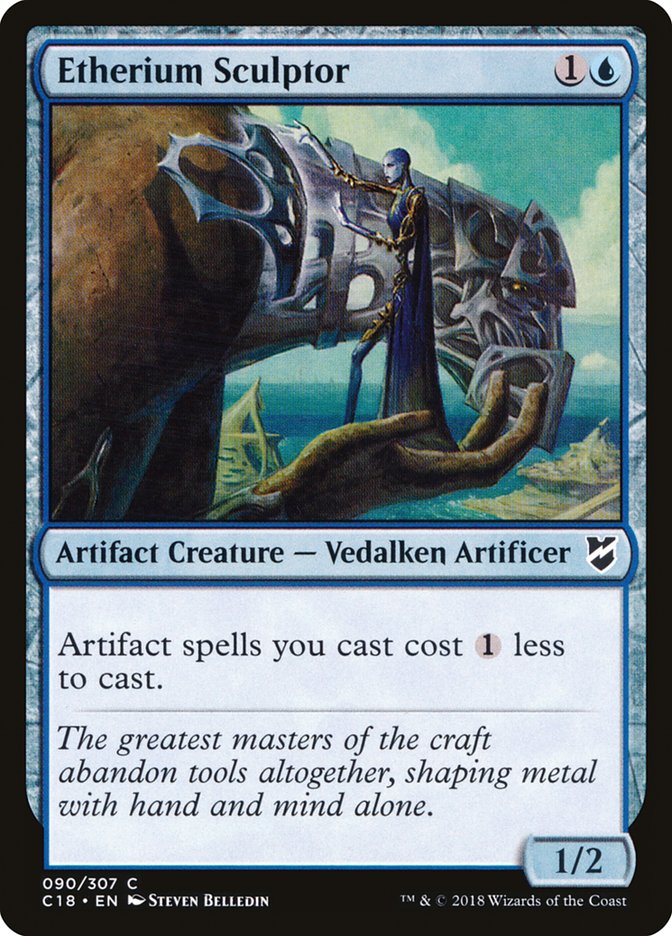 Etherium Sculptor 1
Artifact Creature — Vedalken Artificer
Artifact spells you cast cost 1 less
to cast.
The greatest masters of the craft
abandon tools altogether, shaping metal
with hand and mind alone.
1/2
090/307 C
C18 • EN Steven Belledin
™ & © 2018 Wizards of the Coast